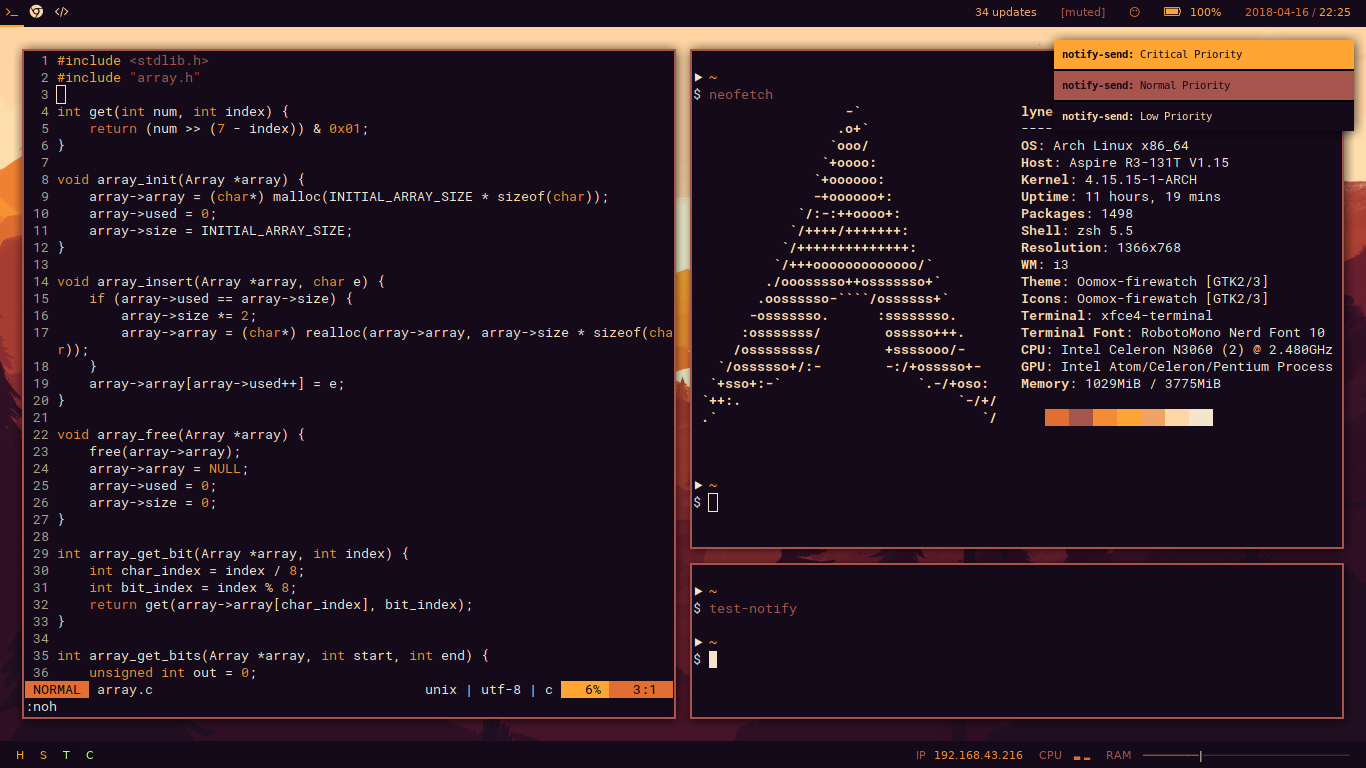 34 updates [muted] 100% 2018-04-16 / 22:25
1 #include <stdlib.h>
2 #include "array.h"
3
4 int get(int num, int index) {
5     return (num >> (7 - index)) & 0x01;
6 }
7
8 void array_init(Array *array) {
9     array->array = (char*) malloc(INITIAL_ARRAY_SIZE * sizeof(char));
10     array->used = 0;
11     array->size = INITIAL_ARRAY_SIZE;
12 }
13
14 void array_insert(Array *array, char e) {
15     if (array->used == array->size) {
16         array->size *= 2;
17         array->array = (char*) realloc(array->array, array->size * sizeof(cha
r));
18     }
19     array->array[array->used++] = e;
20 }
21
22 void array_free(Array *array) {
23     free(array->array);
24     array->array = NULL;
25     array->used = 0;
26     array->size = 0;
27 }
28
29 int array_get_bit(Array *array, int index) {
30     int char_index = index / 8;
31     int bit_index = index % 8;
32     return get(array->array[char_index], bit_index);
33 }
34
35 int array_get_bits(Array *array, int start, int end) {
36     unsigned int out = 0;
NORMAL array.c unix | utf-8 | c 6% 3:1
:noh
notify-send: Critical Priority
notify-send: Normal Priority
notify-send: Low Priority
~
$ neofetch
-`
.o+`
`ooo/
`+oooo:
`+oooooo:
-+oooooo+:
`/:-:++oooo+:
`/++++/+++++++:
`/++++++++++++++:
`/+++ooooooooooooo/`
./ooosssso++osssssso+`
.oossssso-````/ossssss+`
-osssssso.      :ssssssso.
:osssssss/        osssso+++.
/ossssssss/        +ssssooo/-
`/ossssso+/:-        -:/+osssso+-
`+sso+:-`                 `.-/+oso:
`++:.                           `-/+/
.`                                 `/
lyne
----
OS: Arch Linux x86_64
Host: Aspire R3-131T V1.15
Kernel: 4.15.15-1-ARCH
Uptime: 11 hours, 19 mins
Packages: 1498
Shell: zsh 5.5
Resolution: 1366x768
WM: i3
Theme: Oomox-firewatch [GTK2/3]
Icons: Oomox-firewatch [GTK2/3]
Terminal: xfce4-terminal
Terminal Font: RobotoMono Nerd Font 10
CPU: Intel Celeron N3060 (2) @ 2.480GHz
GPU: Intel Atom/Celeron/Pentium Process
Memory: 1029MiB / 3775MiB
~
$
~
$ test-notify
~
$
H S T C IP 192.168.43.216 CPU RAM